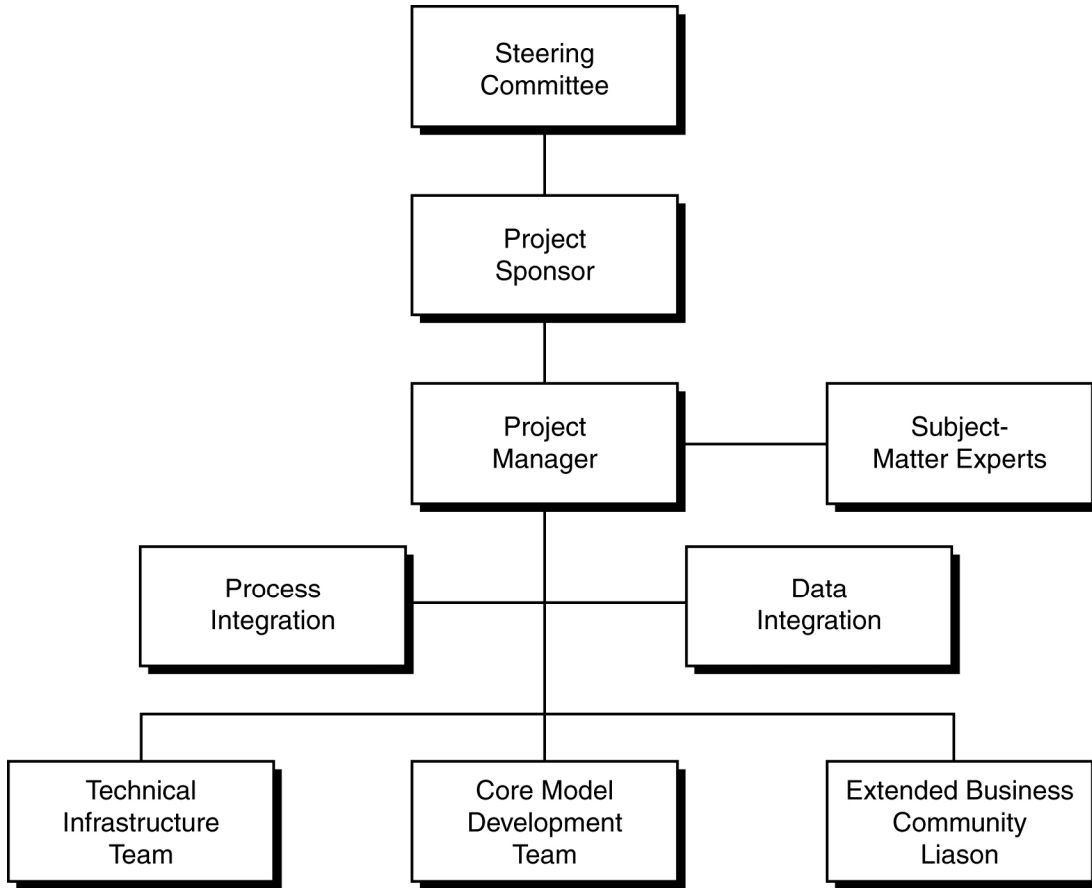 Steering
Committee
Project
Sponsor
Project
Manager
Subject-
Matter Experts
Process
Integration
Data
Integration
Technical
Infrastructure
Team
Core Model
Development
Team
Extended Business
Community
Liason